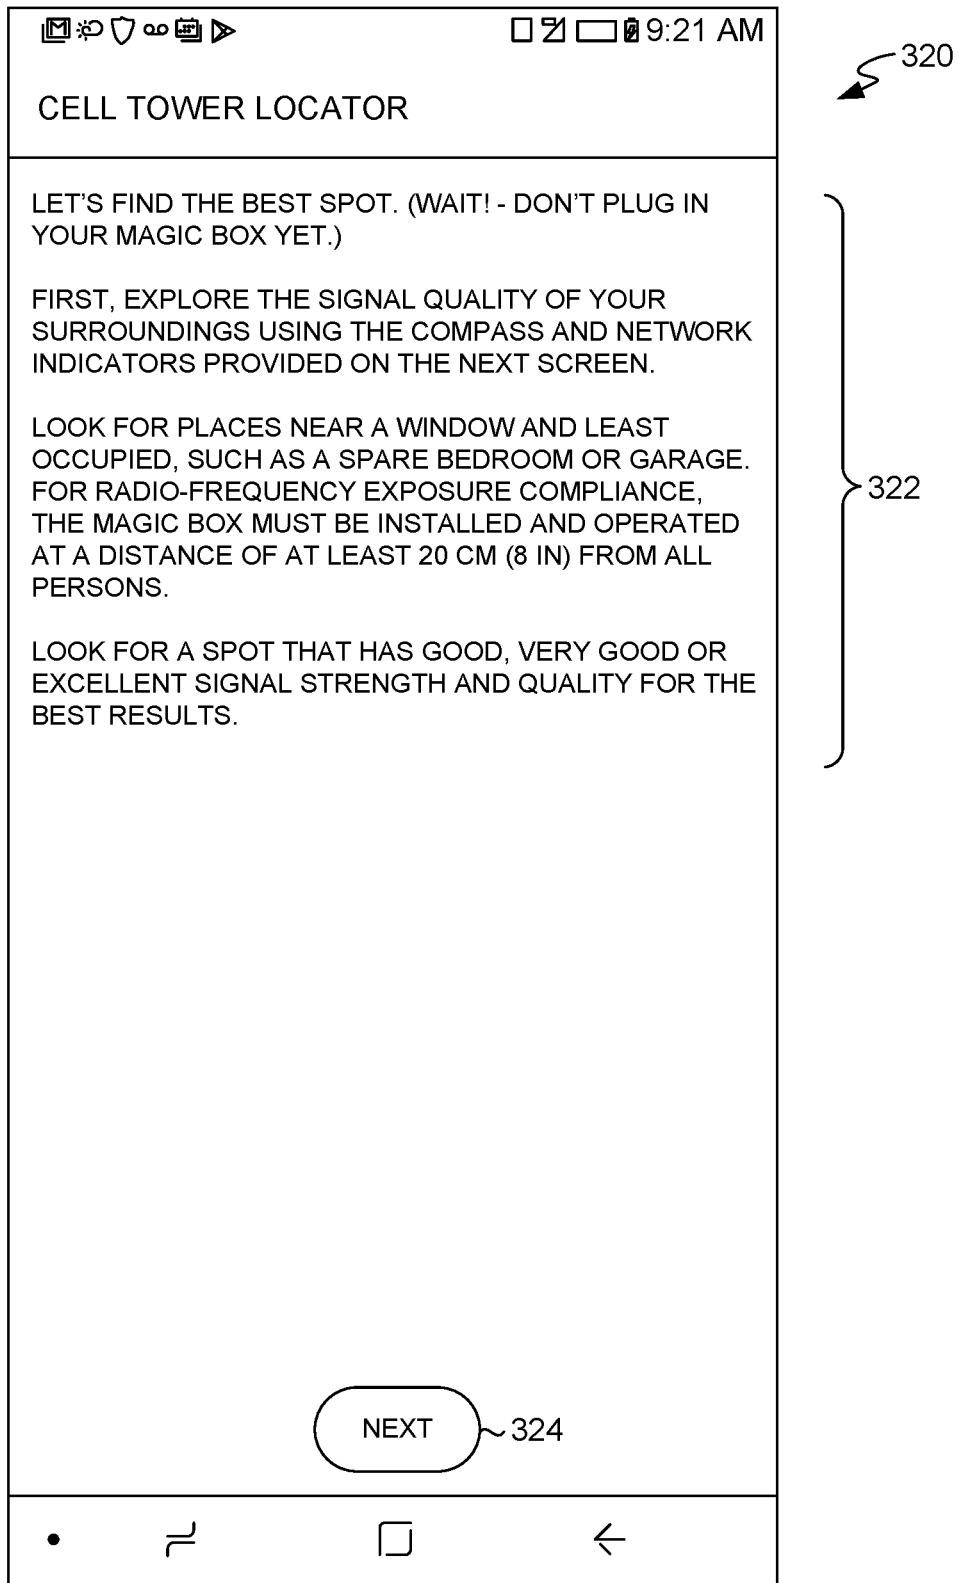 9:21 AM
320
CELL TOWER LOCATOR
LET'S FIND THE BEST SPOT. (WAIT! - DON'T PLUG IN
YOUR MAGIC BOX YET.)
FIRST, EXPLORE THE SIGNAL QUALITY OF YOUR
SURROUNDINGS USING THE COMPASS AND NETWORK
INDICATORS PROVIDED ON THE NEXT SCREEN.
LOOK FOR PLACES NEAR A WINDOW AND LEAST
OCCUPIED, SUCH AS A SPARE BEDROOM OR GARAGE.
FOR RADIO-FREQUENCY EXPOSURE COMPLIANCE,
THE MAGIC BOX MUST BE INSTALLED AND OPERATED
AT A DISTANCE OF AT LEAST 20 CM (8 IN) FROM ALL
PERSONS.
LOOK FOR A SPOT THAT HAS GOOD, VERY GOOD OR
EXCELLENT SIGNAL STRENGTH AND QUALITY FOR THE
BEST RESULTS.
322
NEXT
324